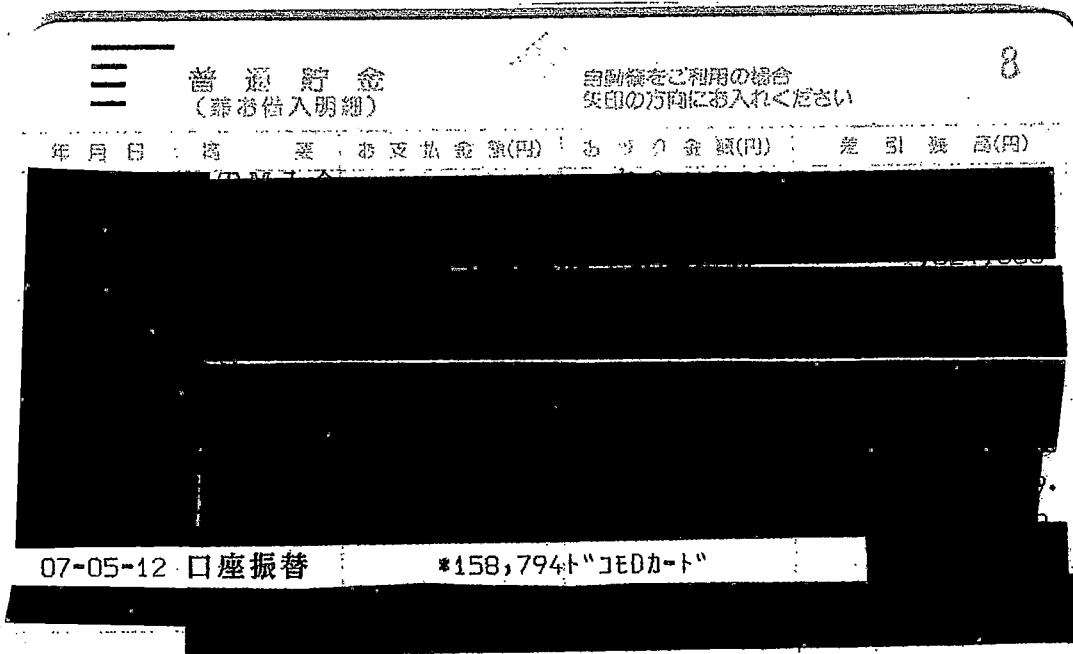 8
普通貯金
(兼お借入明細)
自動機をご利用の場合
矢印の方向にお入れください
年月日 摘要 お支払金額(円) お 金額(円) 差引残高(円)
07-05-12 口座振替 *158,794ト゛コモDカート゛